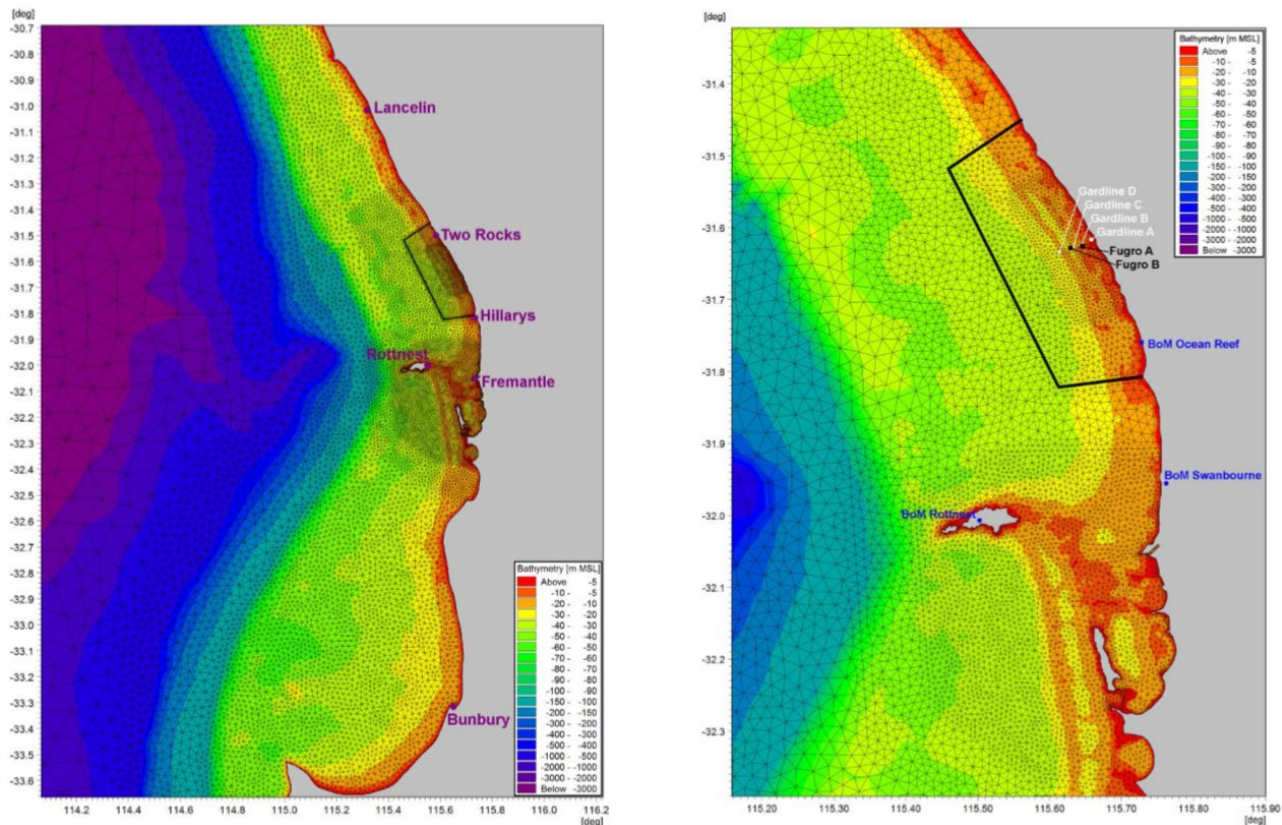 [deg]
-30.7
-30.8
-30.9
-31.0
-31.1
-31.2
-31.3
-31.4
-31.5
-31.6
-31.7
-31.8
-31.9
-32.0
-32.1
-32.2
-32.3
-32.4
-32.5
-32.6
-32.7
-32.8
-32.9
-33.0
-33.1
-33.2
-33.3
-33.4
-33.5
-33.6
Lancelin
Two Rocks
Hillarys
Rottnest
Fremantle
Bunbury
Bathymetry [m MSL]
Above -5
-10 - -5
-20 - -10
-30 - -20
-40 - -30
-50 - -40
-60 - -50
-70 - -60
-80 - -70
-90 - -80
-100 - -90
-150 - -100
-200 - -150
-300 - -200
-400 - -300
-500 - -400
-1000 - -500
-2000 - -1000
-3000 - -2000
Below -3000
114.2 114.4 114.6 114.8 115.0 115.2 115.4 115.6 115.8 116.0 116.2
[deg]
[deg]
-31.4
-31.5
-31.6
-31.7
-31.8
-31.9
-32.0
-32.1
-32.2
-32.3
Bathymetry [m MSL]
Above -5
-10 - -5
-20 - -10
-30 - -20
-40 - -30
-50 - -40
-60 - -50
-70 - -60
-80 - -70
-90 - -80
-100 - -90
-150 - -100
-200 - -150
-300 - -200
-400 - -300
-500 - -400
-1000 - -500
-2000 - -1000
-3000 - -2000
Below -3000
Gardline D
Gardline C
Gardline B
Gardline A
Fugro A
Fugro B
BoM Ocean Reef
BoM Swanbourne
BoM Rottnest
115.20 115.30 115.40 115.50 115.60 115.70 115.80 115.90
[deg]